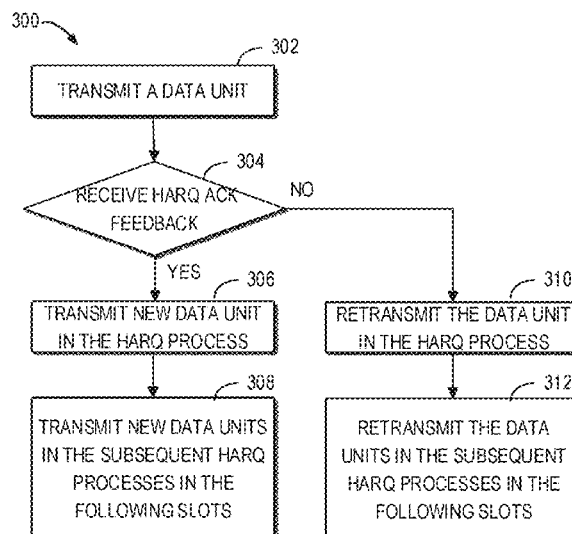 300
302
TRANSMIT A DATA UNIT
304
RECEIVE HARQ ACK
FEEDBACK
NO
YES
306
TRANSMIT NEW DATA UNIT
IN THE HARQ PROCESS
310
RETRANSMIT THE DATA UNIT
IN THE HARQ PROCESS
308
TRANSMIT NEW DATA UNITS
IN THE SUBSEQUENT HARQ
PROCESSES IN THE
FOLLOWING SLOTS
312
RETRANSMIT THE DATA
UNITS IN THE SUBSEQUENT
HARQ PROCESSES IN THE
FOLLOWING SLOTS